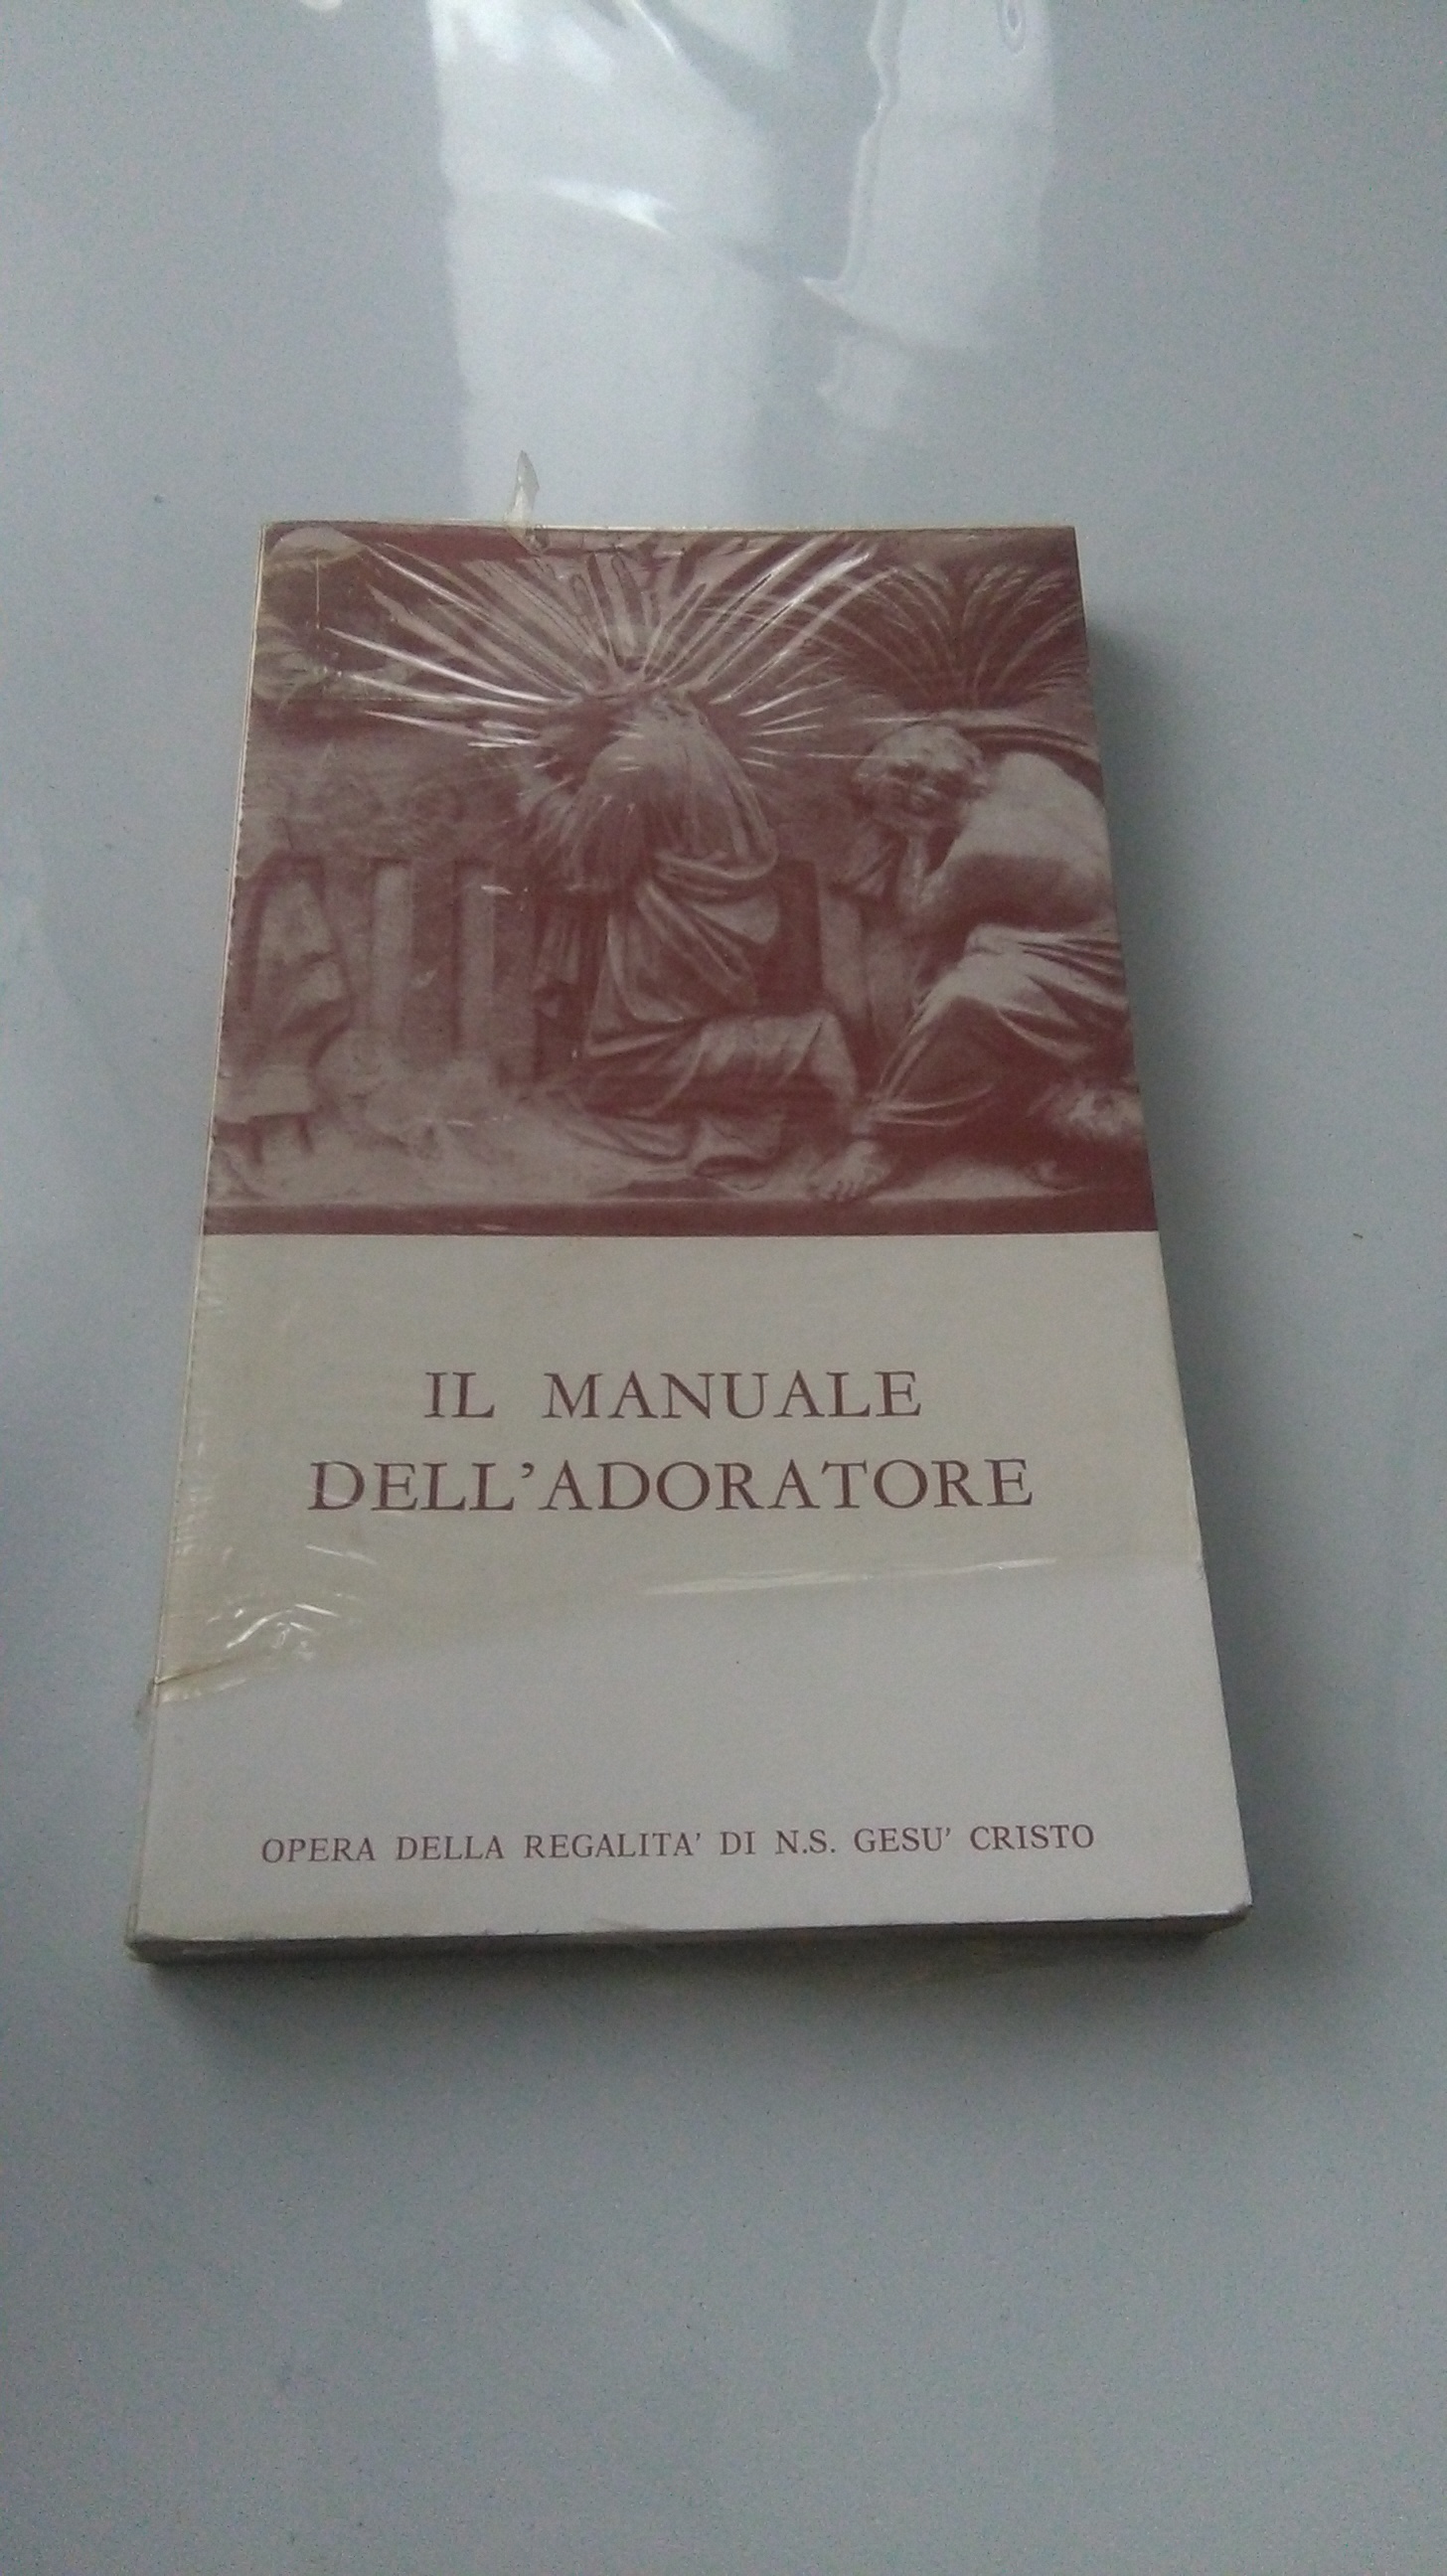 IL MANUALE
DELL'ADORATORE
OPERA DELLA REGALITA' DI N.S. GESU' CRISTO